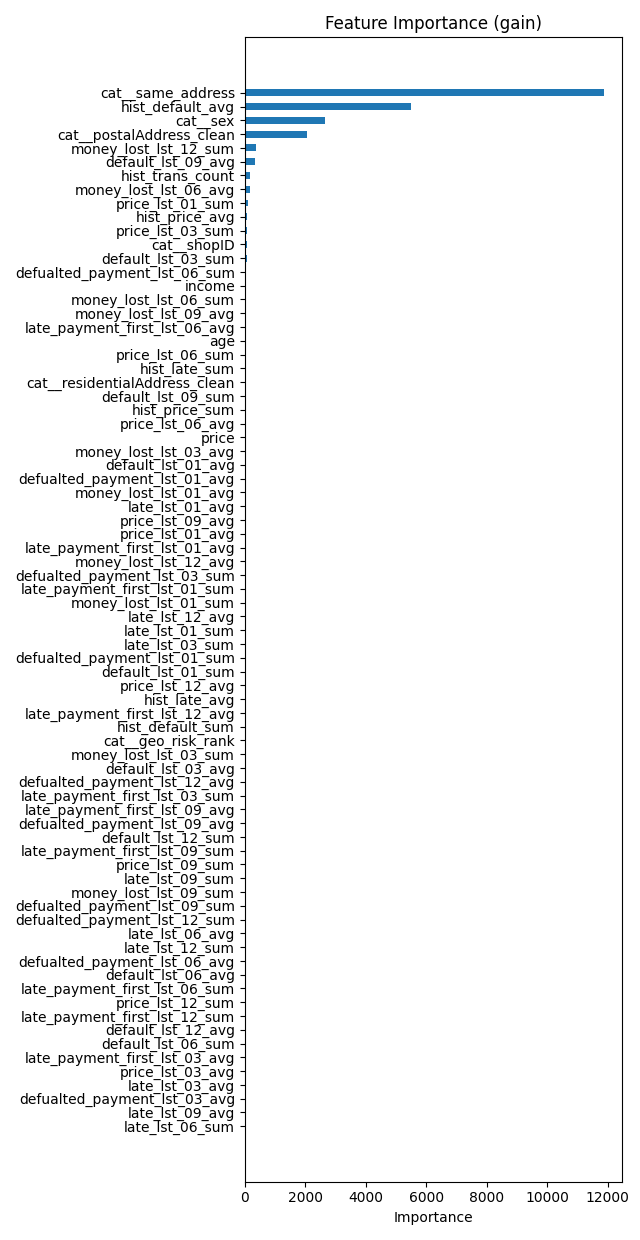 Feature Importance (gain)
cat__same_address
hist_default_avg
cat__sex
cat__postalAddress_clean
money_lost_lst_12_sum
default_lst_09_avg
hist_trans_count
money_lost_lst_06_avg
price_lst_01_sum
hist_price_avg
price_lst_03_sum
cat__shopID
default_lst_03_sum
defualted_payment_lst_06_sum
income
money_lost_lst_06_sum
money_lost_lst_09_avg
late_payment_first_lst_06_avg
age
price_lst_06_sum
hist_late_sum
cat__residentialAddress_clean
default_lst_09_sum
hist_price_sum
price_lst_06_avg
price
money_lost_lst_03_avg
default_lst_01_avg
defualted_payment_lst_01_avg
money_lost_lst_01_avg
late_lst_01_avg
price_lst_09_avg
price_lst_01_avg
late_payment_first_lst_01_avg
money_lost_lst_12_avg
defualted_payment_lst_03_sum
late_payment_first_lst_01_sum
money_lost_lst_01_sum
late_lst_12_avg
late_lst_01_sum
late_lst_03_sum
defualted_payment_lst_01_sum
default_lst_01_sum
price_lst_12_avg
hist_late_avg
late_payment_first_lst_12_avg
hist_default_sum
cat__geo_risk_rank
money_lost_lst_03_sum
default_lst_03_avg
defualted_payment_lst_12_avg
late_payment_first_lst_03_sum
late_payment_first_lst_09_avg
defualted_payment_lst_09_avg
default_lst_12_sum
late_payment_first_lst_09_sum
price_lst_09_sum
late_lst_09_sum
money_lost_lst_09_sum
defualted_payment_lst_09_sum
defualted_payment_lst_12_sum
late_lst_06_avg
late_lst_12_sum
defualted_payment_lst_06_avg
default_lst_06_avg
late_payment_first_lst_06_sum
price_lst_12_sum
late_payment_first_lst_12_sum
default_lst_12_avg
default_lst_06_sum
late_payment_first_lst_03_avg
price_lst_03_avg
late_lst_03_avg
defualted_payment_lst_03_avg
late_lst_09_avg
late_lst_06_sum
0 2000 4000 6000 8000 10000 12000
Importance